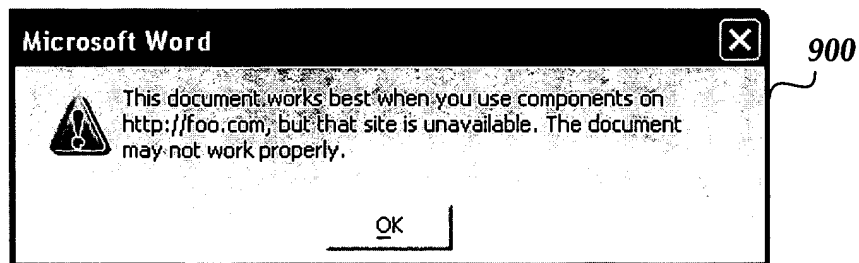 Microsoft Word
900
This document works best when you use components on
http://foo.com, but that site is unavailable. The document
may not work properly.
OK